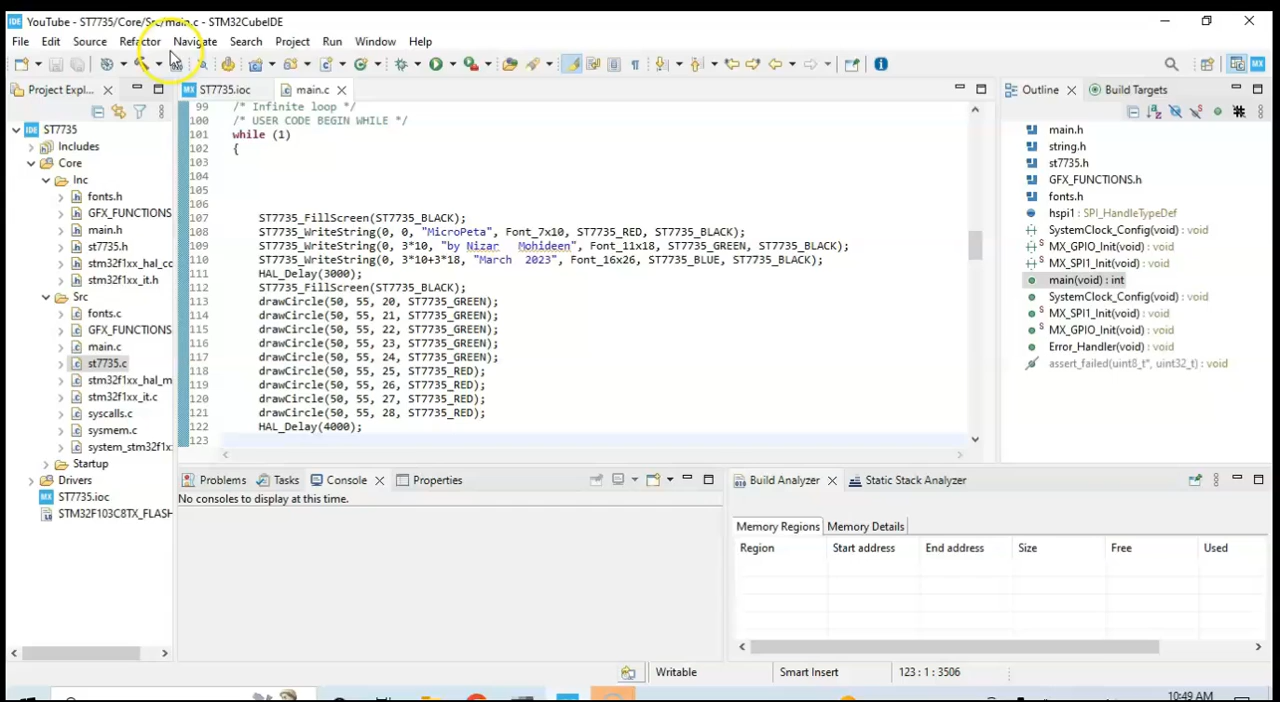 YouTube - ST7735/Core/Src/main.c - STM32CubeIDE
File Edit Source Refactor Navigate Search Project Run Window Help
Project Expl...
ST7735.ioc
main.c
Outline
Build Targets
ST7735
Includes
Core
Inc
fonts.h
GFX_FUNCTIONS
main.h
st7735.h
stm32f1xx_hal_cc
stm32f1xx_it.h
Src
fonts.c
GFX_FUNCTIONS
main.c
st7735.c
stm32f1xx_hal_m
stm32f1xx_it.c
syscalls.c
sysmem.c
system_stm32f1x
Startup
Drivers
ST7735.ioc
STM32F103C8TX_FLASH
99 /* Infinite loop */
100 /* USER CODE BEGIN WHILE */
101 while (1)
102 {
103
104
105
106
107 ST7735_FillScreen(ST7735_BLACK);
108 ST7735_WriteString(0, 0, "MicroPeta", Font_7x10, ST7735_RED, ST7735_BLACK);
109 ST7735_WriteString(0, 3*10, "by Nizar Mohideen", Font_11x18, ST7735_GREEN, ST7735_BLACK);
110 ST7735_WriteString(0, 3*10+3*18, "March 2023", Font_16x26, ST7735_BLUE, ST7735_BLACK);
111 HAL_Delay(3000);
112 ST7735_FillScreen(ST7735_BLACK);
113 drawCircle(50, 55, 20, ST7735_GREEN);
114 drawCircle(50, 55, 21, ST7735_GREEN);
115 drawCircle(50, 55, 22, ST7735_GREEN);
116 drawCircle(50, 55, 23, ST7735_GREEN);
117 drawCircle(50, 55, 24, ST7735_GREEN);
118 drawCircle(50, 55, 25, ST7735_RED);
119 drawCircle(50, 55, 26, ST7735_RED);
120 drawCircle(50, 55, 27, ST7735_RED);
121 drawCircle(50, 55, 28, ST7735_RED);
122 HAL_Delay(4000);
123
main.h
string.h
st7735.h
GFX_FUNCTIONS.h
fonts.h
hspi1 : SPI_HandleTypeDef
SystemClock_Config(void) : void
MX_GPIO_Init(void) : void
MX_SPI1_Init(void) : void
main(void) : int
SystemClock_Config(void) : void
MX_SPI1_Init(void) : void
MX_GPIO_Init(void) : void
Error_Handler(void) : void
assert_failed(uint8_t*, uint32_t) : void
Problems Tasks Console Properties
No consoles to display at this time.
Build Analyzer Static Stack Analyzer
Memory Regions Memory Details
Region Start address End address Size Free Used
Writable Smart Insert 123 : 1 : 3506
10:49 AM